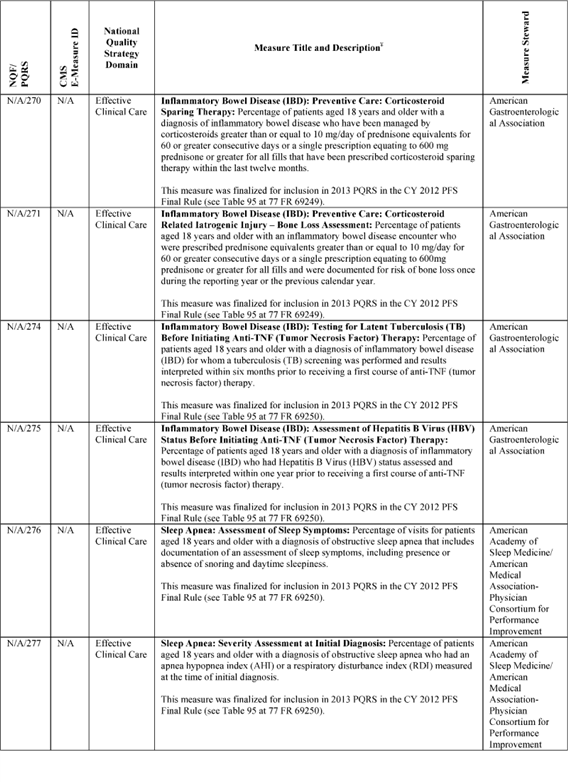 NQF/
PQRS
CMS
E-Measure ID
National
Quality
Strategy
Domain
Measure Title and Description¥
Measure Steward
N/A/270
N/A
Effective
Clinical Care
Inflammatory Bowel Disease (IBD): Preventive Care: Corticosteroid
Sparing Therapy: Percentage of patients aged 18 years and older with a
diagnosis of inflammatory bowel disease who have been managed by
corticosteroids greater than or equal to 10 mg/day of prednisone equivalents for
60 or greater consecutive days or a single prescription equating to 600 mg
prednisone or greater for all fills that have been prescribed corticosteroid sparing
therapy within the last twelve months.
This measure was finalized for inclusion in 2013 PQRS in the CY 2012 PFS
Final Rule (see Table 95 at 77 FR 69249).
American
Gastroenterologic
al Association
N/A/271
N/A
Effective
Clinical Care
Inflammatory Bowel Disease (IBD): Preventive Care: Corticosteroid
Related Iatrogenic Injury – Bone Loss Assessment: Percentage of patients
aged 18 years and older with an inflammatory bowel disease encounter who
were prescribed prednisone equivalents greater than or equal to 10 mg/day for
60 or greater consecutive days or a single prescription equating to 600mg
prednisone or greater for all fills and were documented for risk of bone loss once
during the reporting year or the previous calendar year.
This measure was finalized for inclusion in 2013 PQRS in the CY 2012 PFS
Final Rule (see Table 95 at 77 FR 69249).
American
Gastroenterologic
al Association
N/A/274
N/A
Effective
Clinical Care
Inflammatory Bowel Disease (IBD): Testing for Latent Tuberculosis (TB)
Before Initiating Anti-TNF (Tumor Necrosis Factor) Therapy: Percentage of
patients aged 18 years and older with a diagnosis of inflammatory bowel disease
(IBD) for whom a tuberculosis (TB) screening was performed and results
interpreted within six months prior to receiving a first course of anti-TNF (tumor
necrosis factor) therapy.
This measure was finalized for inclusion in 2013 PQRS in the CY 2012 PFS
Final Rule (see Table 95 at 77 FR 69250).
American
Gastroenterologic
al Association
N/A/275
N/A
Effective
Clinical Care
Inflammatory Bowel Disease (IBD): Assessment of Hepatitis B Virus (HBV)
Status Before Initiating Anti-TNF (Tumor Necrosis Factor) Therapy:
Percentage of patients aged 18 years and older with a diagnosis of inflammatory
bowel disease (IBD) who had Hepatitis B Virus (HBV) status assessed and
results interpreted within one year prior to receiving a first course of anti-TNF
(tumor necrosis factor) therapy.
This measure was finalized for inclusion in 2013 PQRS in the CY 2012 PFS
Final Rule (see Table 95 at 77 FR 69250).
American
Gastroenterologic
al Association
N/A/276
N/A
Effective
Clinical Care
Sleep Apnea: Assessment of Sleep Symptoms: Percentage of visits for patients
aged 18 years and older with a diagnosis of obstructive sleep apnea that includes
documentation of an assessment of sleep symptoms, including presence or
absence of snoring and daytime sleepiness.
This measure was finalized for inclusion in 2013 PQRS in the CY 2012 PFS
Final Rule (see Table 95 at 77 FR 69250).
American
Academy of
Sleep Medicine/
American
Medical
Association-
Physician
Consortium for
Performance
Improvement
N/A/277
N/A
Effective
Clinical Care
Sleep Apnea: Severity Assessment at Initial Diagnosis: Percentage of patients
aged 18 years and older with a diagnosis of obstructive sleep apnea who had an
apnea hypopnea index (AHI) or a respiratory disturbance index (RDI) measured
at the time of initial diagnosis.
This measure was finalized for inclusion in 2013 PQRS in the CY 2012 PFS
Final Rule (see Table 95 at 77 FR 69250).
American
Academy of
Sleep Medicine/
American
Medical
Association-
Physician
Consortium for
Performance
Improvement